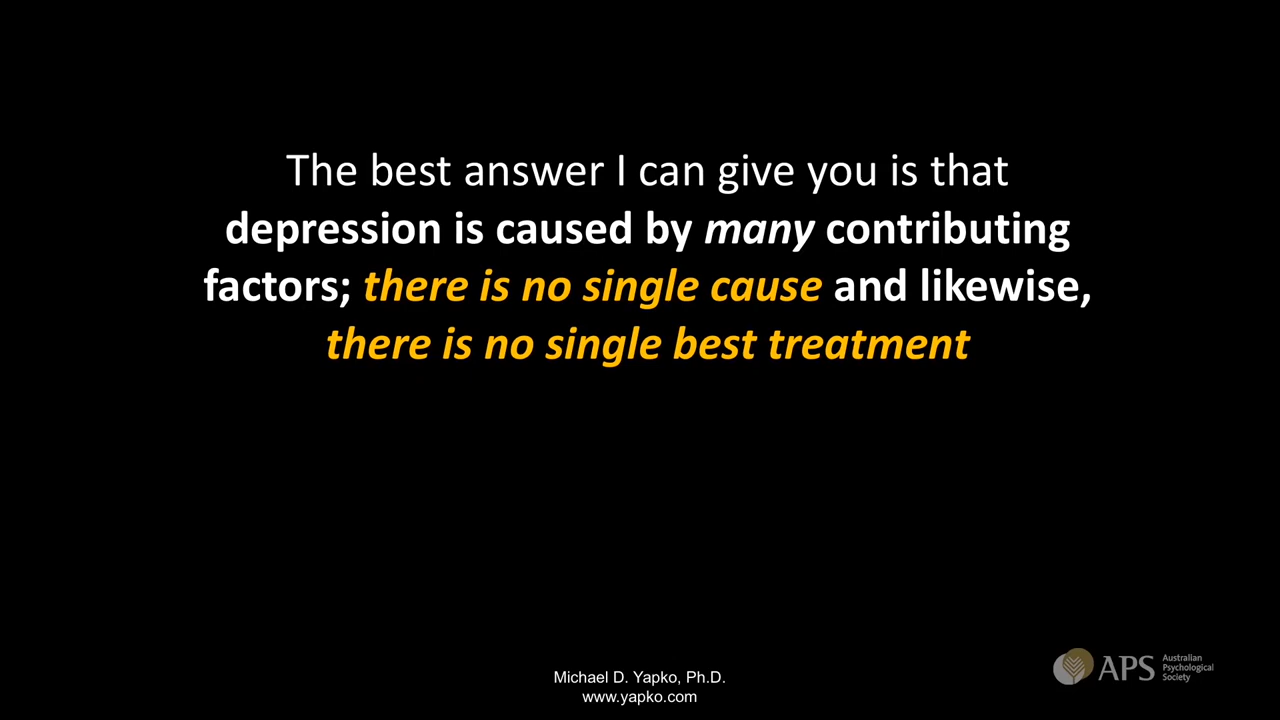 The best answer I can give you is that
depression is caused by many contributing
factors; there is no single cause and likewise,
there is no single best treatment
Michael D. Yapko, Ph.D.
www.yapko.com
APS
Australian
Psychological
Society